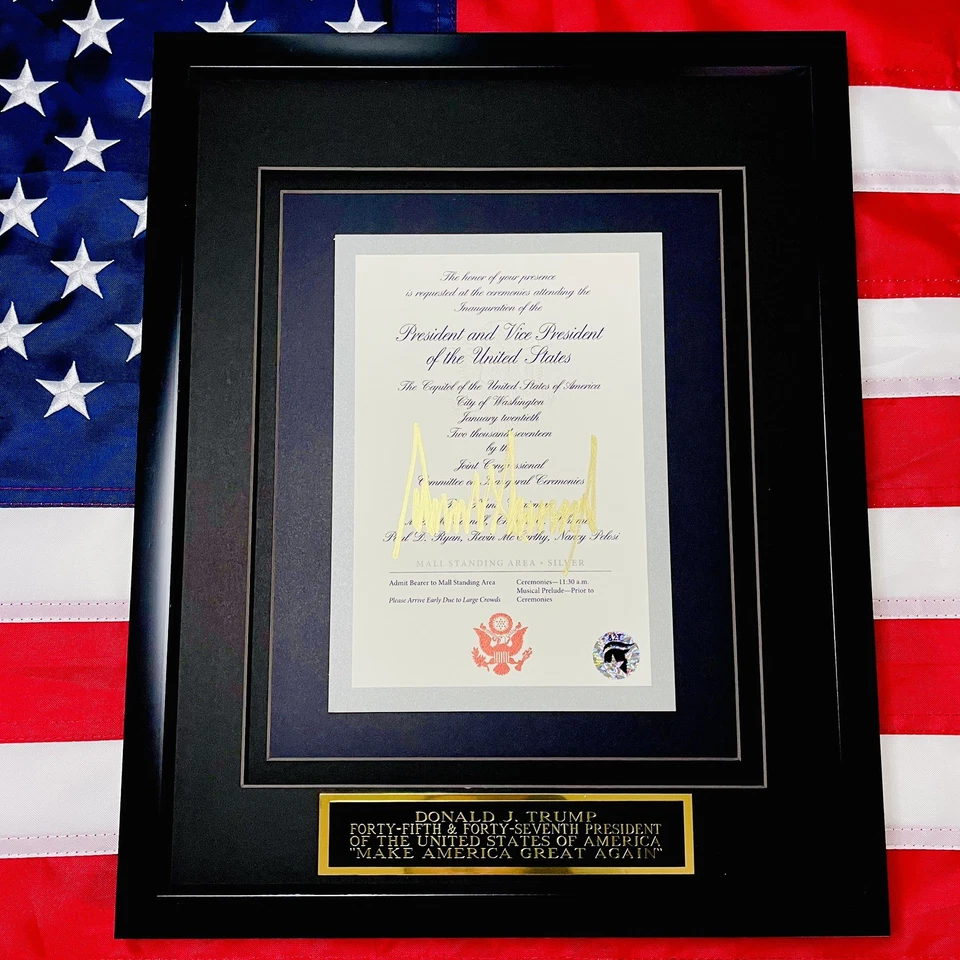 The honor of your presence
is requested at the ceremonies attending the
Inauguration of the
President and Vice President
of the United States
The Capitol of the United States of America
City of Washington
January twentieth
Two thousand seventeen
by the
Joint Congressional
Committee on Inaugural Ceremonies
Paul D. Ryan, Kevin McCarthy, Nancy Pelosi
MALL STANDING AREA • SILVER
Admit Bearer to Mall Standing Area
Please Arrive Early Due to Large Crowds
Ceremonies—11:30 a.m.
Musical Prelude—Prior to
Ceremonies
DONALD J. TRUMP
FORTY-FIFTH & FORTY-SEVENTH PRESIDENT
OF THE UNITED STATES OF AMERICA
"MAKE AMERICA GREAT AGAIN"